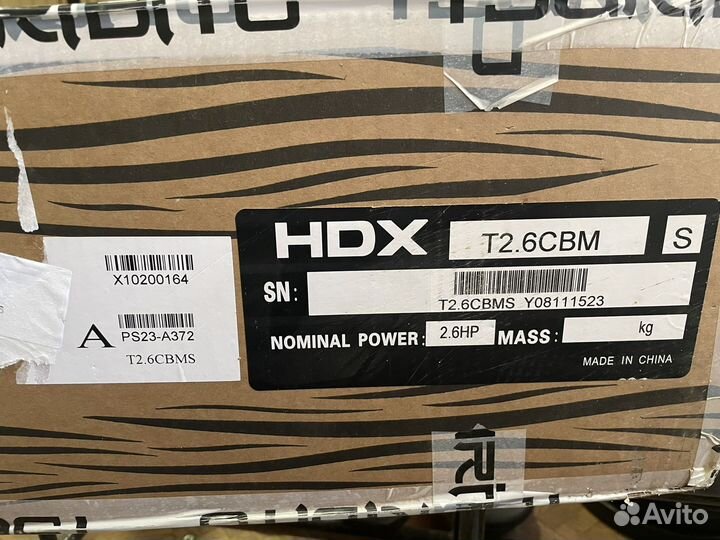 HDX T2.6CBM S
SN:
T2.6CBMS Y08111523
NOMINAL POWER: 2.6HP MASS: kg
MADE IN CHINA
X10200164
A PS23-A372
T2.6CBMS
Avito